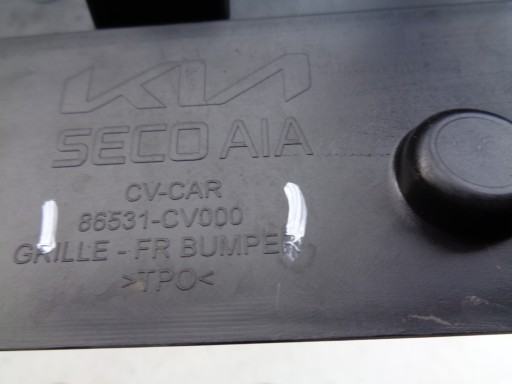 KIA
SECO AIA
CV-CAR
86531-CV000
GRILLE - FR BUMPER
>TPO<